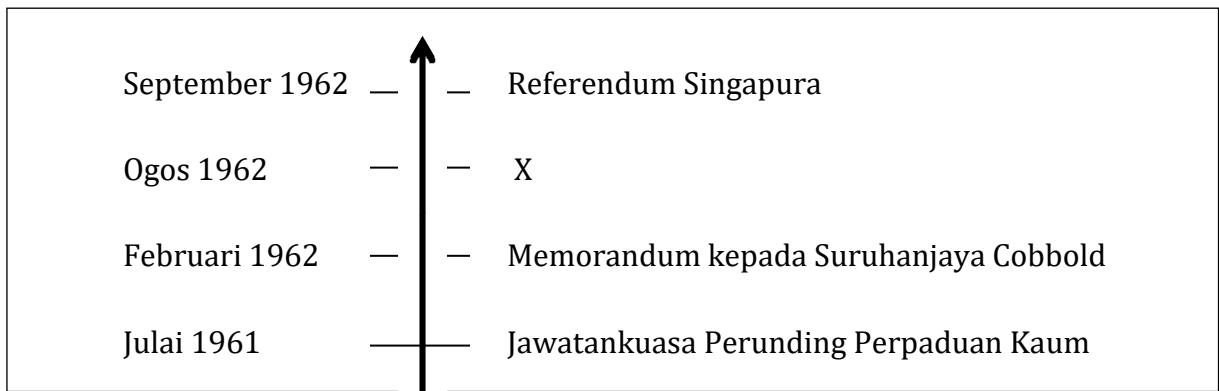 September 1962 Referendum Singapura
Ogos 1962 X
Februari 1962 Memorandum kepada Suruhanjaya Cobbold
Julai 1961 Jawatankuasa Perunding Perpaduan Kaum